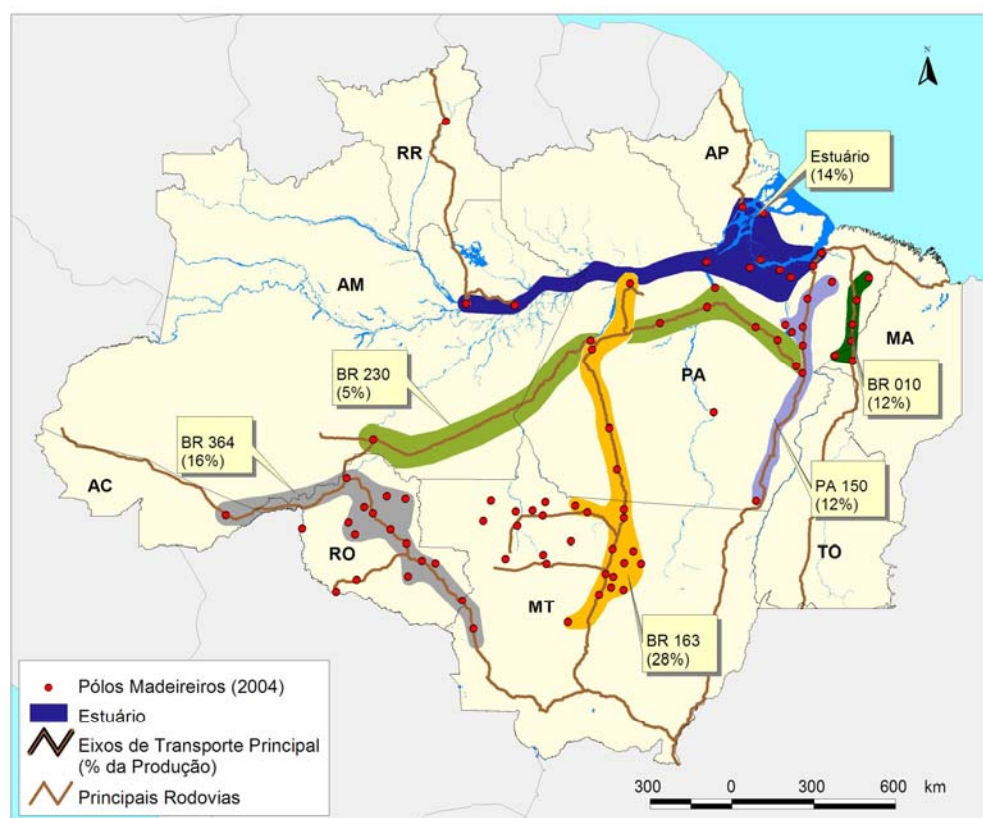 N
RR
AP
Estuário
(14%)
AM
MA
BR 230
(5%)
PA
BR 010
(12%)
BR 364
(16%)
AC
PA 150
(12%)
RO
TO
MT
BR 163
(28%)
Pólos Madeireiros (2004)
Estuário
Eixos de Transporte Principal
(% da Produção)
Principais Rodovias
300 0 300 600 km